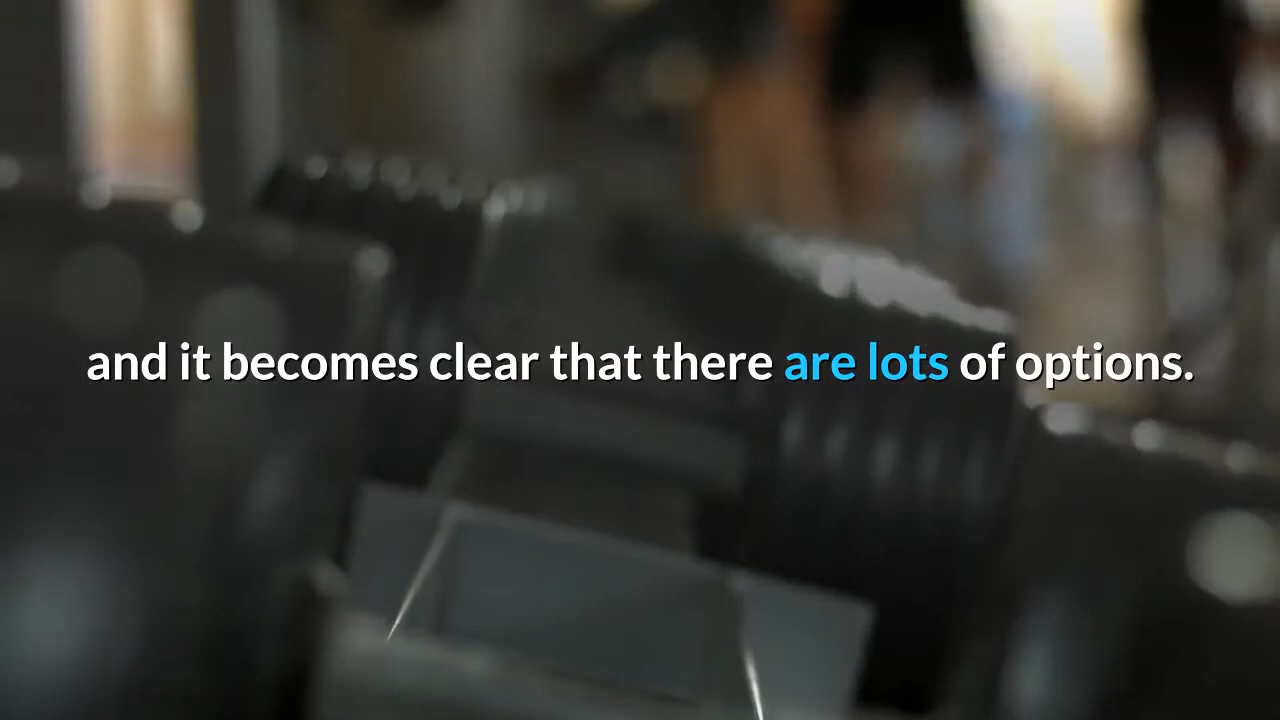 and it becomes clear that there are lots of options.